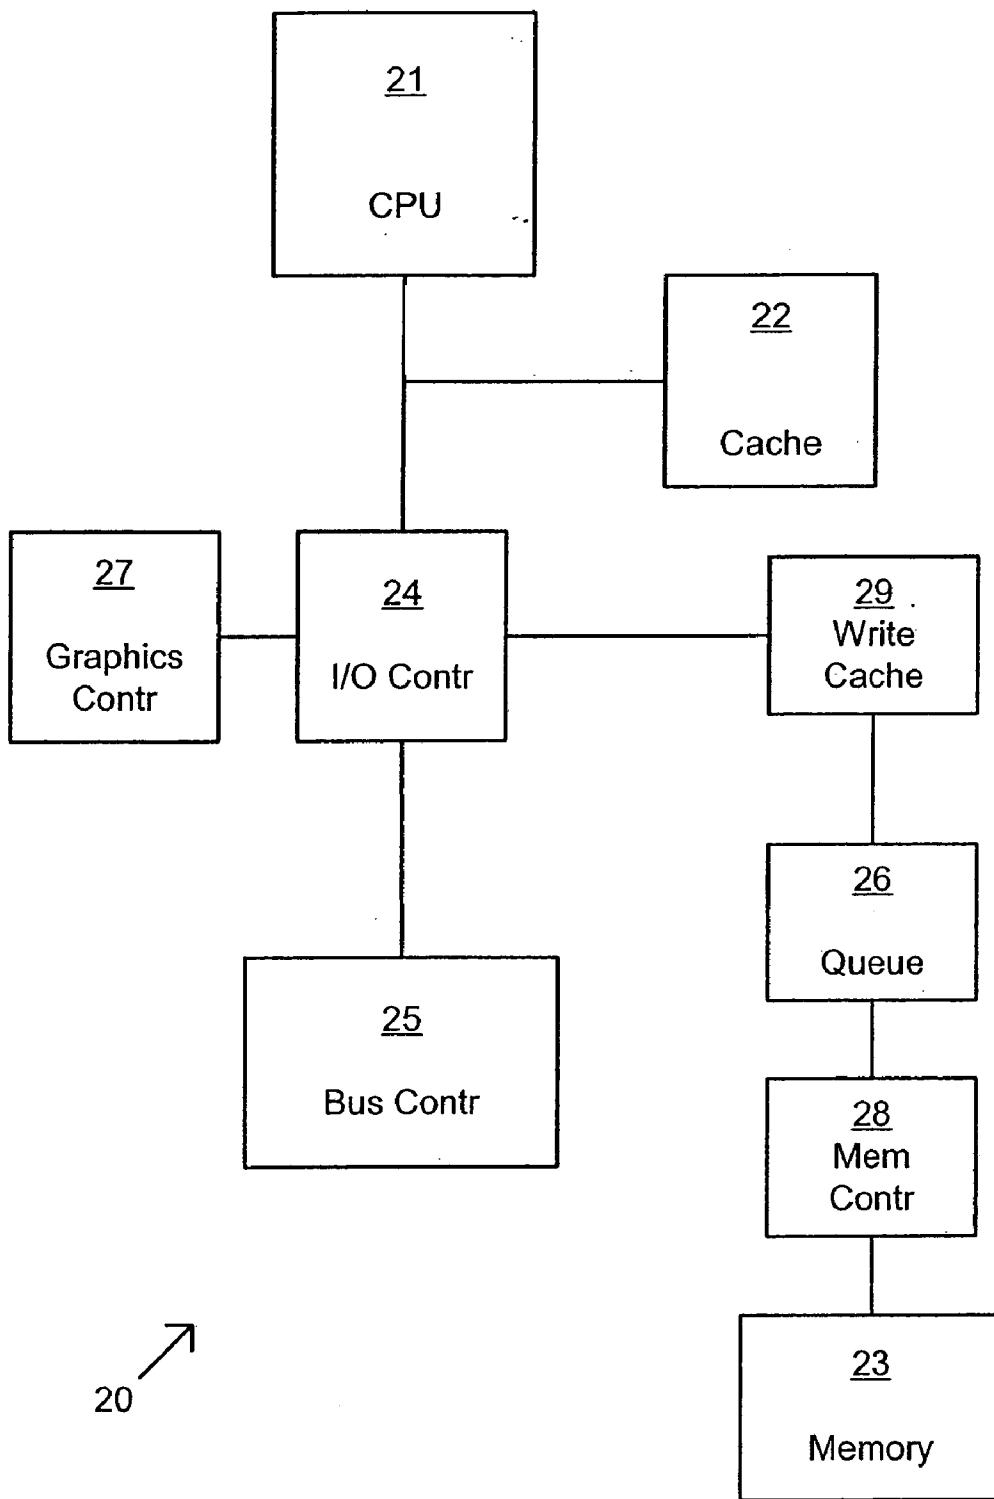 21
CPU
22
Cache
27
Graphics
Contr
24
I/O Contr
29
Write
Cache
26
Queue
25
Bus Contr
28
Mem
Contr
20
23
Memory